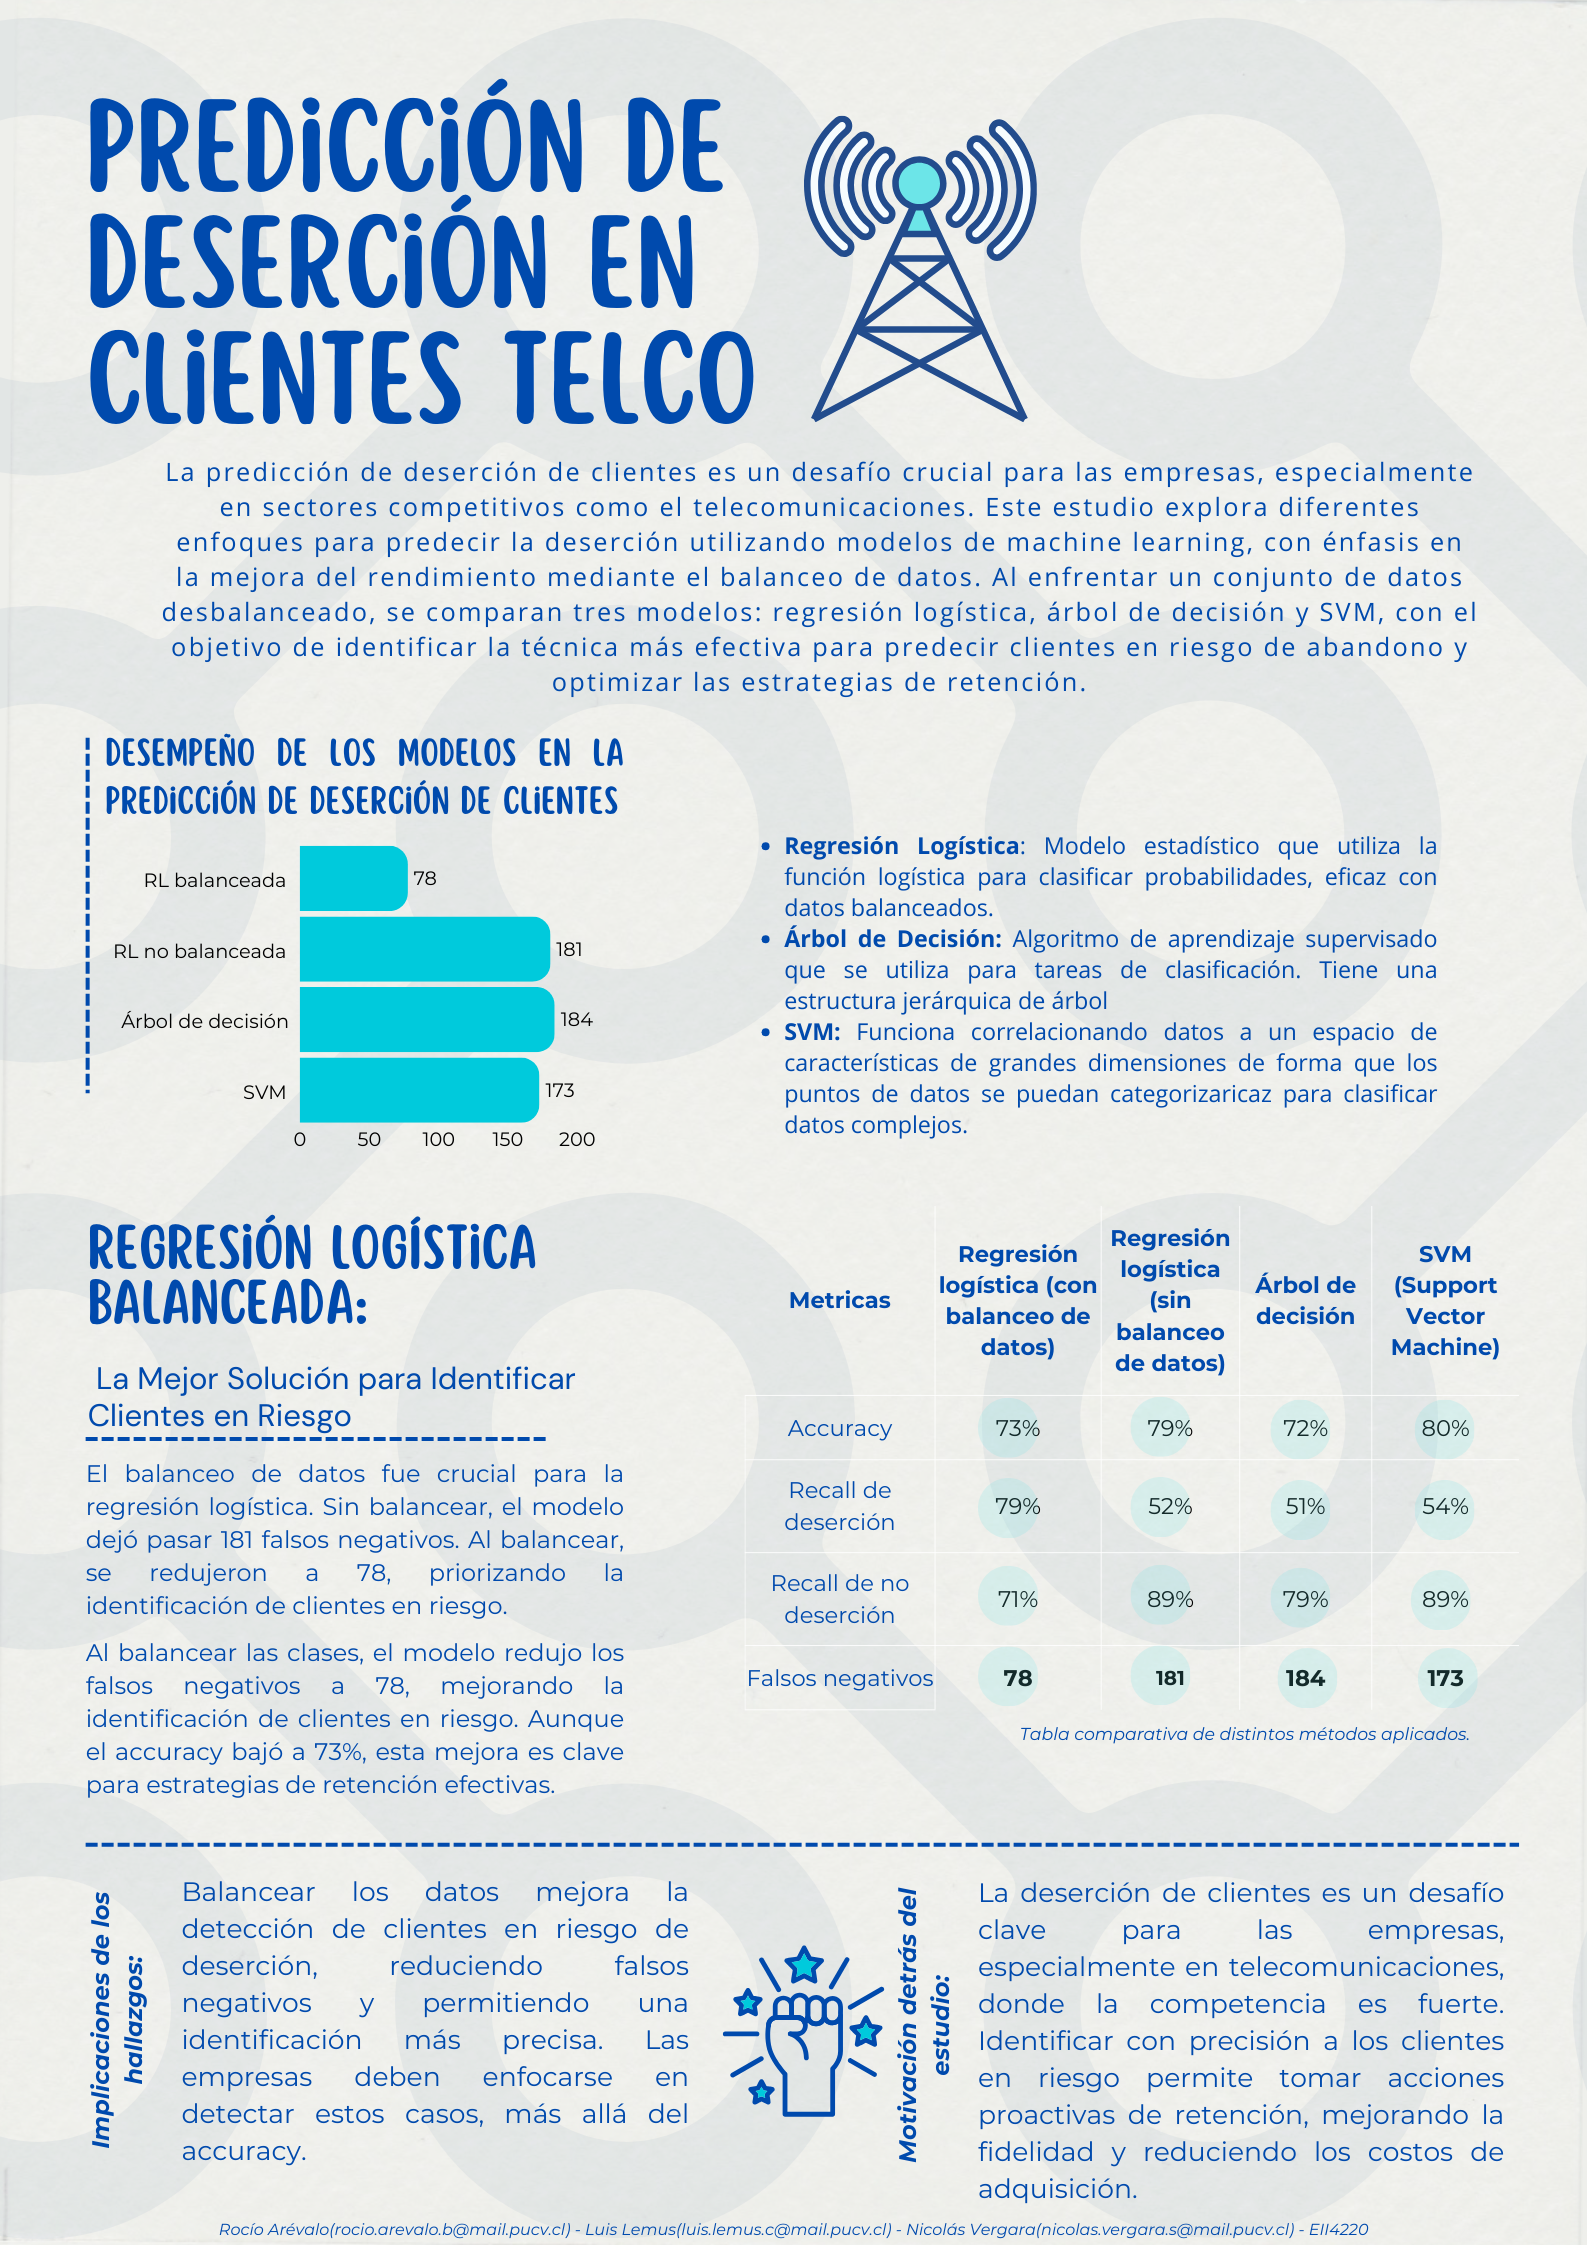 PREDICCIÓN DE
DESERCIÓN EN
CLIENTES TELCO
La predicción de deserción de clientes es un desafío crucial para las empresas, especialmente
en sectores competitivos como el telecomunicaciones. Este estudio explora diferentes
enfoques para predecir la deserción utilizando modelos de machine learning, con énfasis en
la mejora del rendimiento mediante el balanceo de datos. Al enfrentar un conjunto de datos
desbalanceado, se comparan tres modelos: regresión logística, árbol de decisión y SVM, con el
objetivo de identificar la técnica más efectiva para predecir clientes en riesgo de abandono y
optimizar las estrategias de retención.
DESEMPEÑO DE LOS MODELOS EN LA
PREDICCIÓN DE DESERCIÓN DE CLIENTES
RL balanceada 78
RL no balanceada 181
Árbol de decisión 184
SVM 173
0 50 100 150 200
• Regresión Logística: Modelo estadístico que utiliza la
función logística para clasificar probabilidades, eficaz con
datos balanceados.
• Árbol de Decisión: Algoritmo de aprendizaje supervisado
que se utiliza para tareas de clasificación. Tiene una
estructura jerárquica de árbol
• SVM: Funciona correlacionando datos a un espacio de
características de grandes dimensiones de forma que los
puntos de datos se puedan categorizaricaz para clasificar
datos complejos.
REGRESIÓN LOGÍSTICA
BALANCEADA:
La Mejor Solución para Identificar
Clientes en Riesgo
El balanceo de datos fue crucial para la
regresión logística. Sin balancear, el modelo
dejó pasar 181 falsos negativos. Al balancear,
se redujeron a 78, priorizando la
identificación de clientes en riesgo.
Al balancear las clases, el modelo redujo los
falsos negativos a 78, mejorando la
identificación de clientes en riesgo. Aunque
el accuracy bajó a 73%, esta mejora es clave
para estrategias de retención efectivas.
Metricas
Regresión
logística (con
balanceo de
datos)
Regresión
logística
(sin
balanceo
de datos)
Árbol de
decisión
SVM
(Support
Vector
Machine)
Accuracy 73% 79% 72% 80%
Recall de
deserción 79% 52% 51% 54%
Recall de no
deserción 71% 89% 79% 89%
Falsos negativos 78 181 184 173
Tabla comparativa de distintos métodos aplicados.
Implicaciones de los
hallazgos:
Balancear los datos mejora la
detección de clientes en riesgo de
deserción, reduciendo falsos
negativos y permitiendo una
identificación más precisa. Las
empresas deben enfocarse en
detectar estos casos, más allá del
accuracy.
Motivación detrás del
estudio:
La deserción de clientes es un desafío
clave para las empresas,
especialmente en telecomunicaciones,
donde la competencia es fuerte.
Identificar con precisión a los clientes
en riesgo permite tomar acciones
proactivas de retención, mejorando la
fidelidad y reduciendo los costos de
adquisición.
Rocío Arévalo(rocio.arevalo.b@mail.pucv.cl) - Luis Lemus(luis.lemus.c@mail.pucv.cl) - Nicolás Vergara(nicolas.vergara.s@mail.pucv.cl) - EII4220